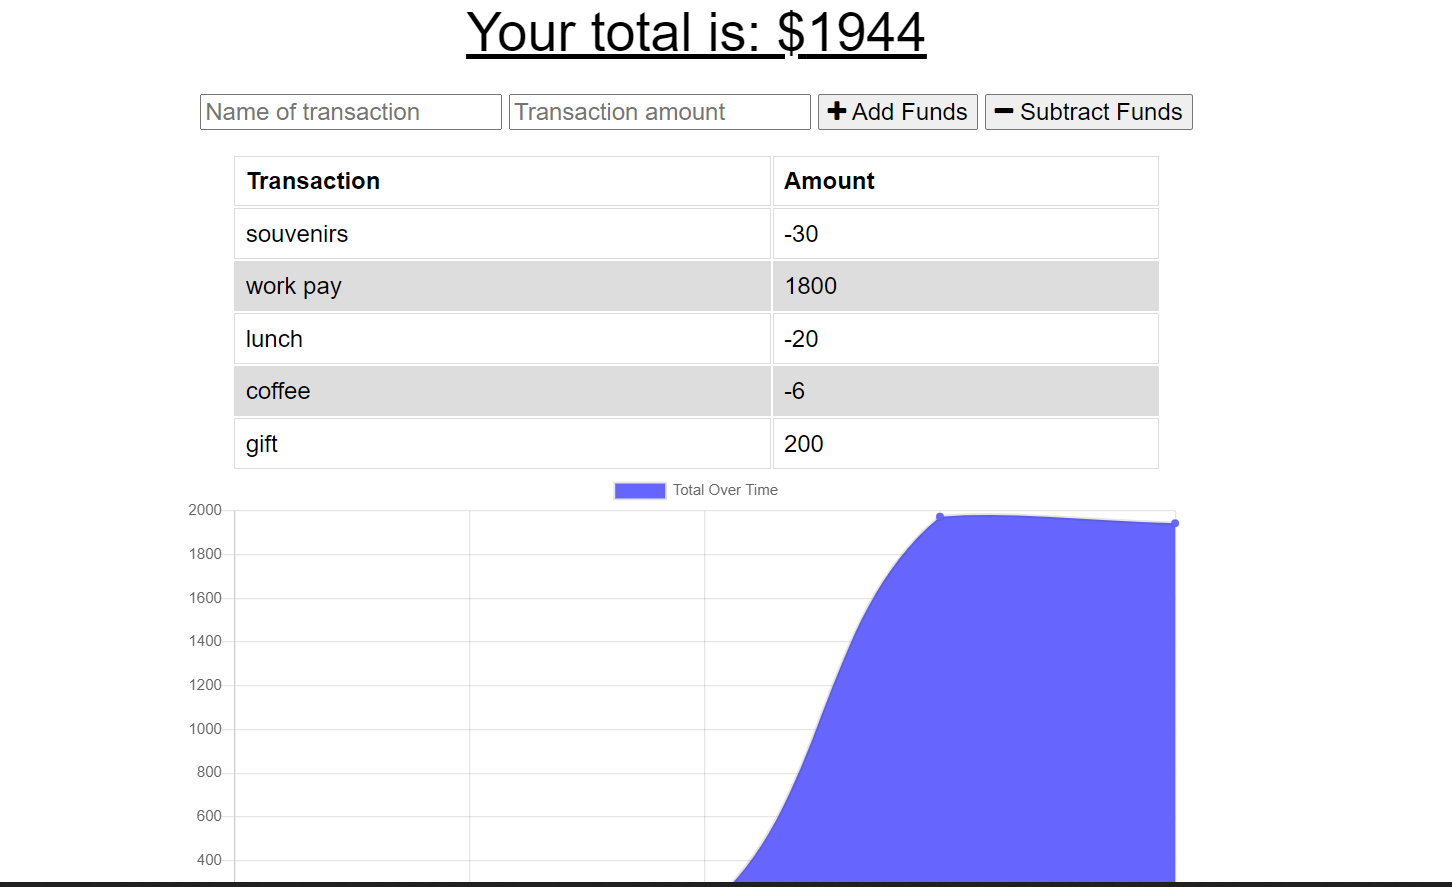 Your total is: $1944
Name of transaction Transaction amount Add Funds Subtract Funds
Transaction Amount
souvenirs -30
work pay 1800
lunch -20
coffee -6
gift 200
Total Over Time
2000
1800
1600
1400
1200
1000
800
600
400